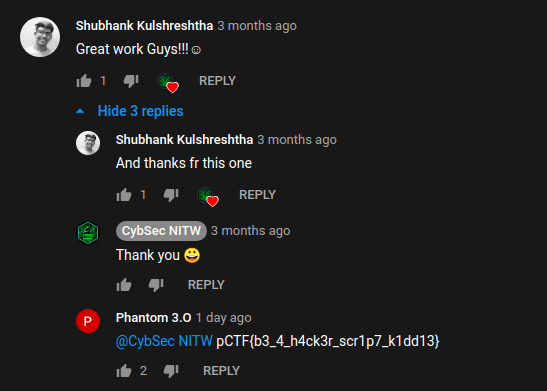 Shubhank Kulshreshtha 3 months ago
Great work Guys!!!☺
1 REPLY
Hide 3 replies
Shubhank Kulshreshtha 3 months ago
And thanks fr this one
1 REPLY
CybSec NITW 3 months ago
Thank you 😀
REPLY
P Phantom 3.O 1 day ago
@CybSec NITW pCTF{b3_4_h4ck3r_scr1p7_k1dd13}
2 REPLY